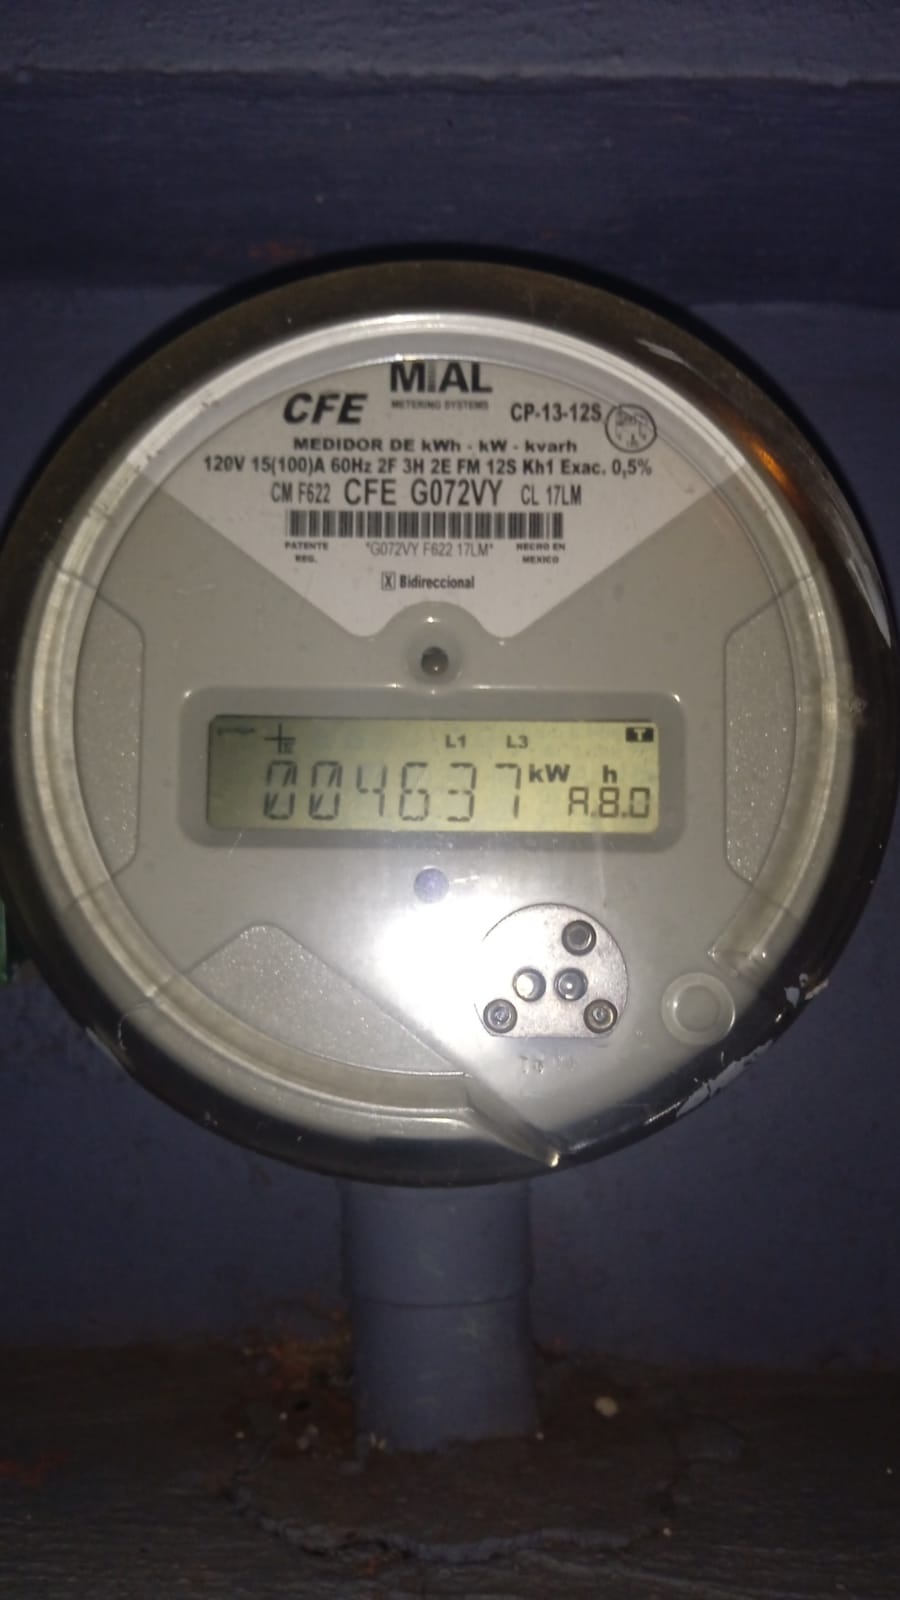 MIAL
METERING SYSTEMS
CFE
CP-13-12S
MEDIDOR DE kWh - kW - kvarh
120V 15(100)A 60Hz 2F 3H 2E FM 12S Kh1 Exac. 0,5%
CM F622 CFE G072VY CL 17LM
PATENTE REG.
*G072VY F622 17LM*
HECHO EN MEXICO
X Bidireccional
L1 L3 T
004637 kW h
A.8.0